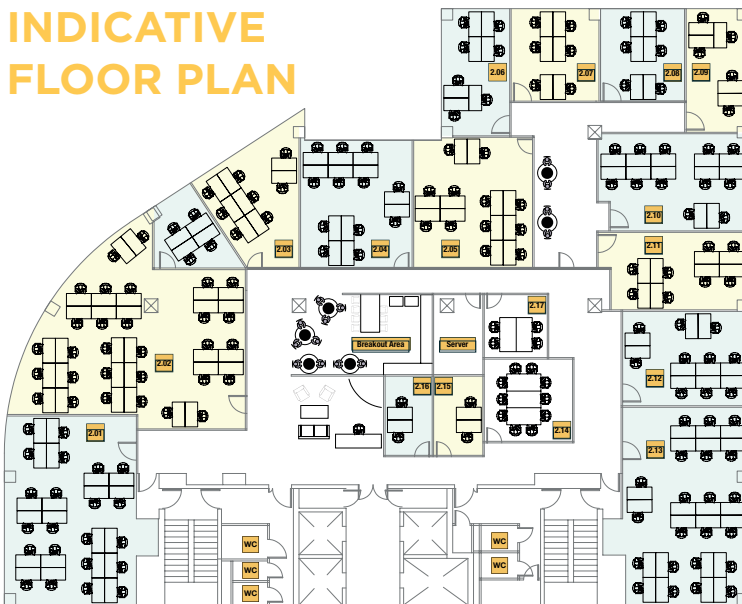 INDICATIVE
FLOOR PLAN
2.06
2.07
2.08
2.09
2.10
2.03
2.04
2.05
2.11
2.17
Breakout Area
Server
2.02
2.12
2.16
2.15
2.14
2.01
2.13
WC
WC
WC
WC
WC